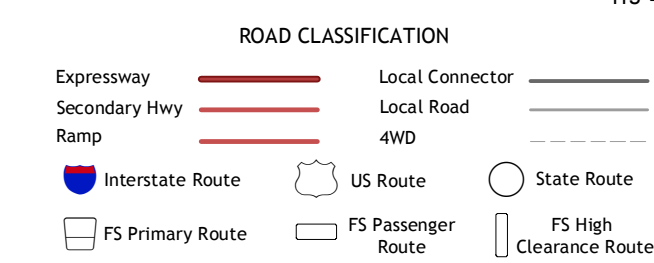 ROAD CLASSIFICATION
Expressway
Local Connector
Secondary Hwy
Local Road
Ramp
4WD
Interstate Route
US Route
State Route
FS Primary Route
FS Passenger
Route
FS High
Clearance Route